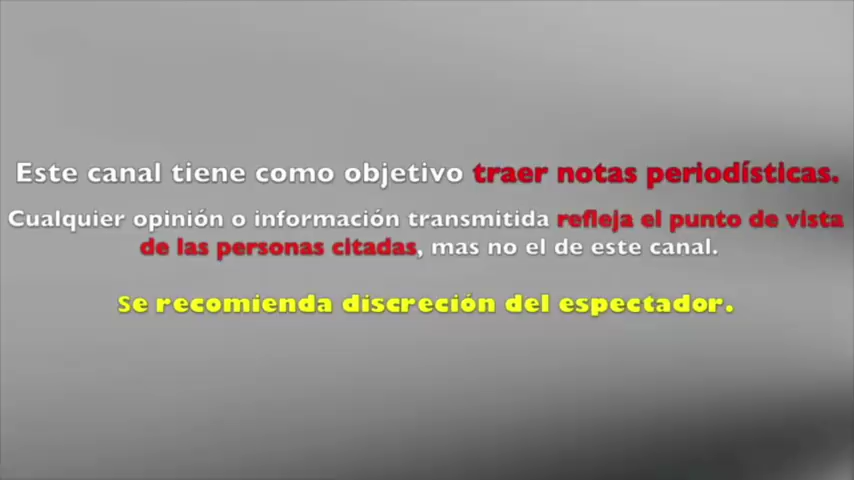 Este canal tiene como objetivo traer notas periodísticas.
Cualquier opinión o información transmitida refleja el punto de vista
de las personas citadas, mas no el de este canal.
Se recomienda discreción del espectador.